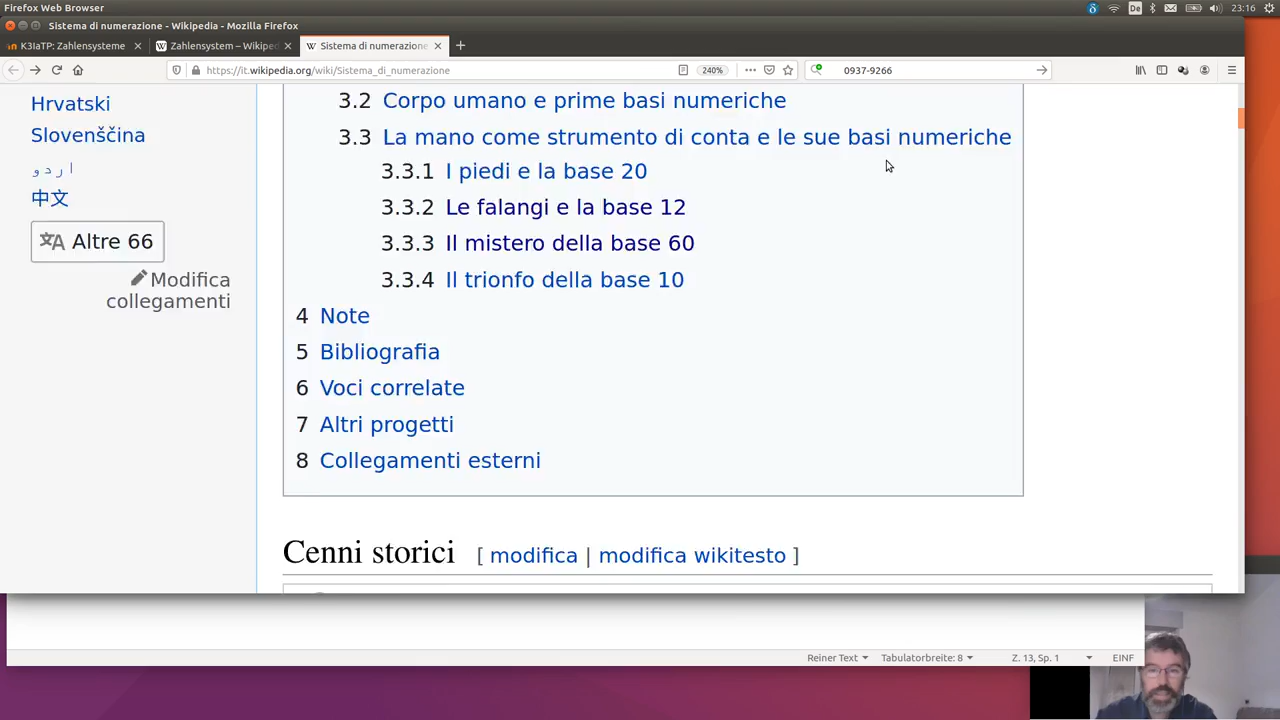 Firefox Web Browser
De
23:16
Sistema di numerazione - Wikipedia - Mozilla Firefox
K3IaTP: Zahlensysteme
Zahlensystem – Wikiped
Sistema di numerazione
https://it.wikipedia.org/wiki/Sistema_di_numerazione
240%
0937-9266
Hrvatski
Slovenščina
اردو
中文
Altre 66
Modifica
collegamenti
3.2 Corpo umano e prime basi numeriche
3.3 La mano come strumento di conta e le sue basi numeriche
3.3.1 I piedi e la base 20
3.3.2 Le falangi e la base 12
3.3.3 Il mistero della base 60
3.3.4 Il trionfo della base 10
4 Note
5 Bibliografia
6 Voci correlate
7 Altri progetti
8 Collegamenti esterni
Cenni storici [ modifica | modifica wikitesto ]
Reiner Text
Tabulatorbreite: 8
Z. 13, Sp. 1
EINF